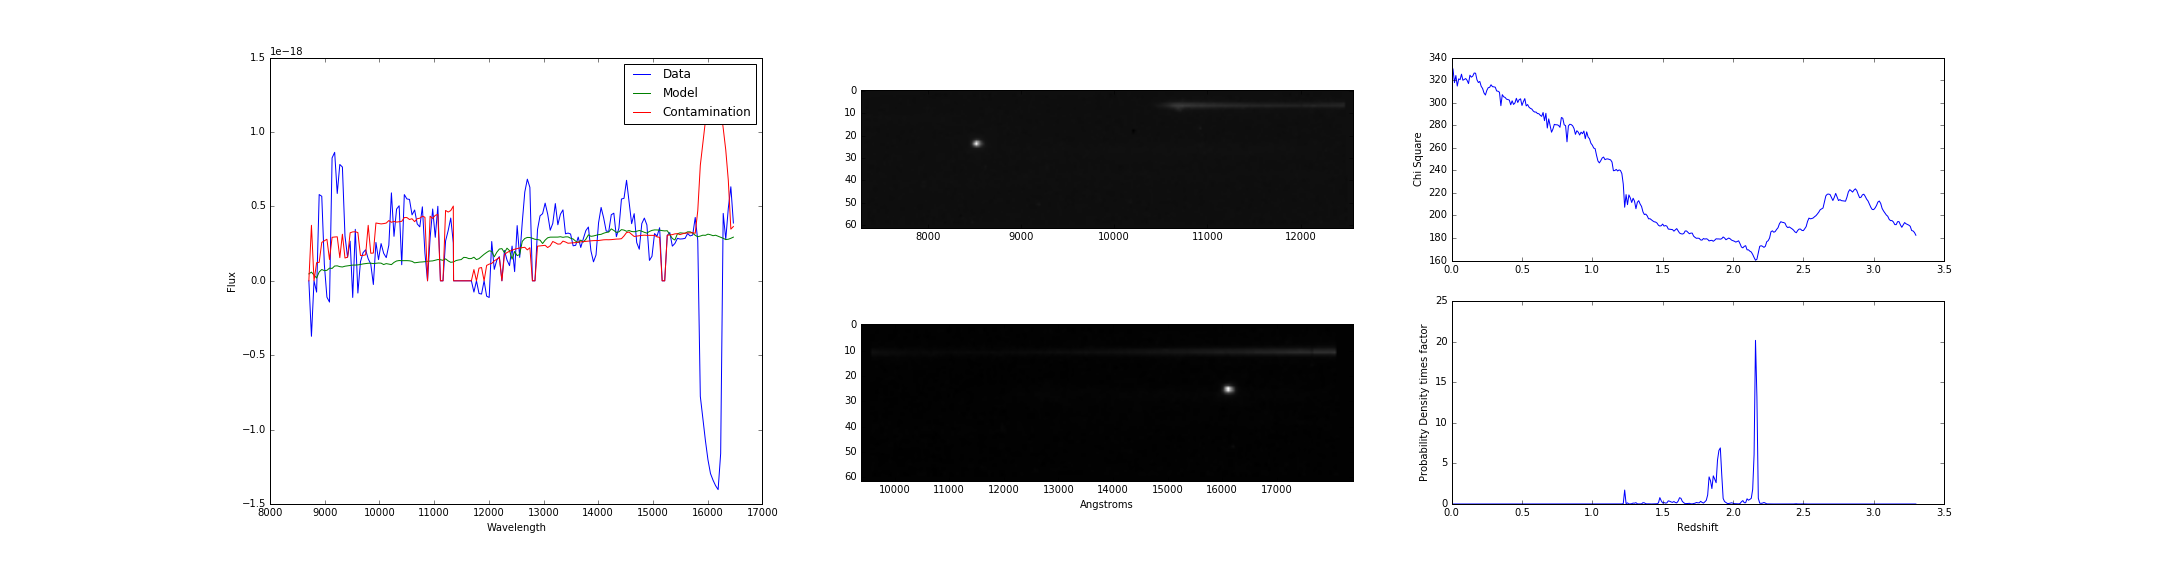 1e−18
1.5
1.0
0.5
0.0
−0.5
−1.0
−1.5
Flux
8000 9000 10000 11000 12000 13000 14000 15000 16000 17000
Wavelength
Data
Model
Contamination
0
10
20
30
40
50
60
8000 9000 10000 11000 12000
0
10
20
30
40
50
60
10000 11000 12000 13000 14000 15000 16000 17000
Angstroms
340
320
300
280
260
240
220
200
180
160
Chi Square
0.0 0.5 1.0 1.5 2.0 2.5 3.0 3.5
25
20
15
10
5
0
Probability Density times factor
0.0 0.5 1.0 1.5 2.0 2.5 3.0 3.5
Redshift